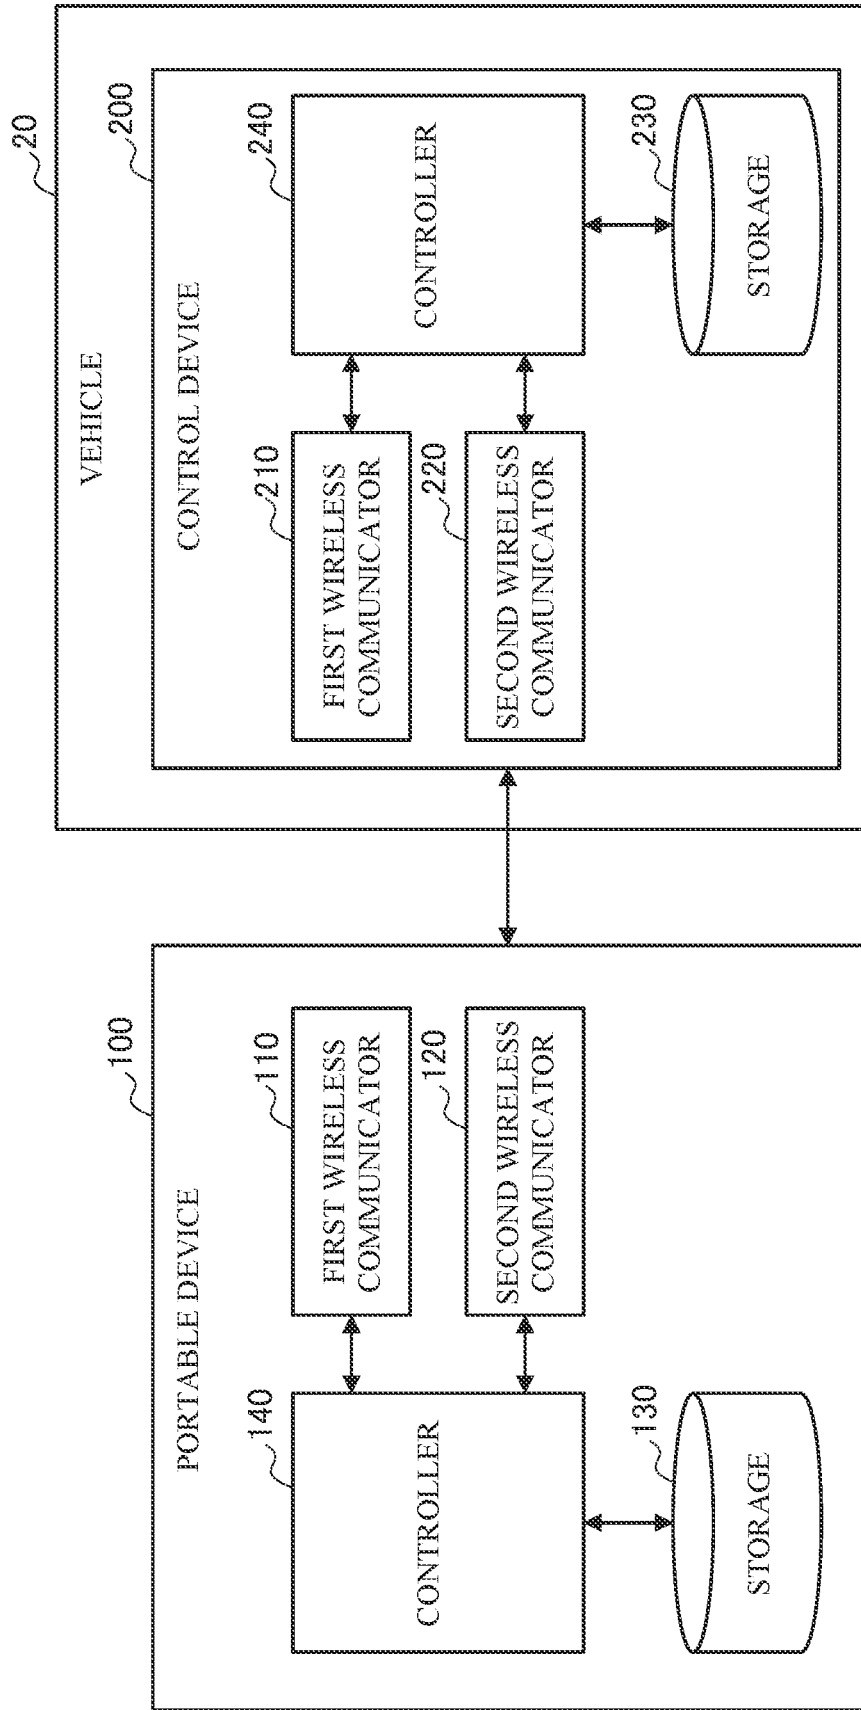 100
PORTABLE DEVICE
140
CONTROLLER
110
FIRST WIRELESS
COMMUNICATOR
120
SECOND WIRELESS
COMMUNICATOR
130
STORAGE
20
VEHICLE
200
CONTROL DEVICE
210
FIRST WIRELESS
COMMUNICATOR
220
SECOND WIRELESS
COMMUNICATOR
240
CONTROLLER
230
STORAGE